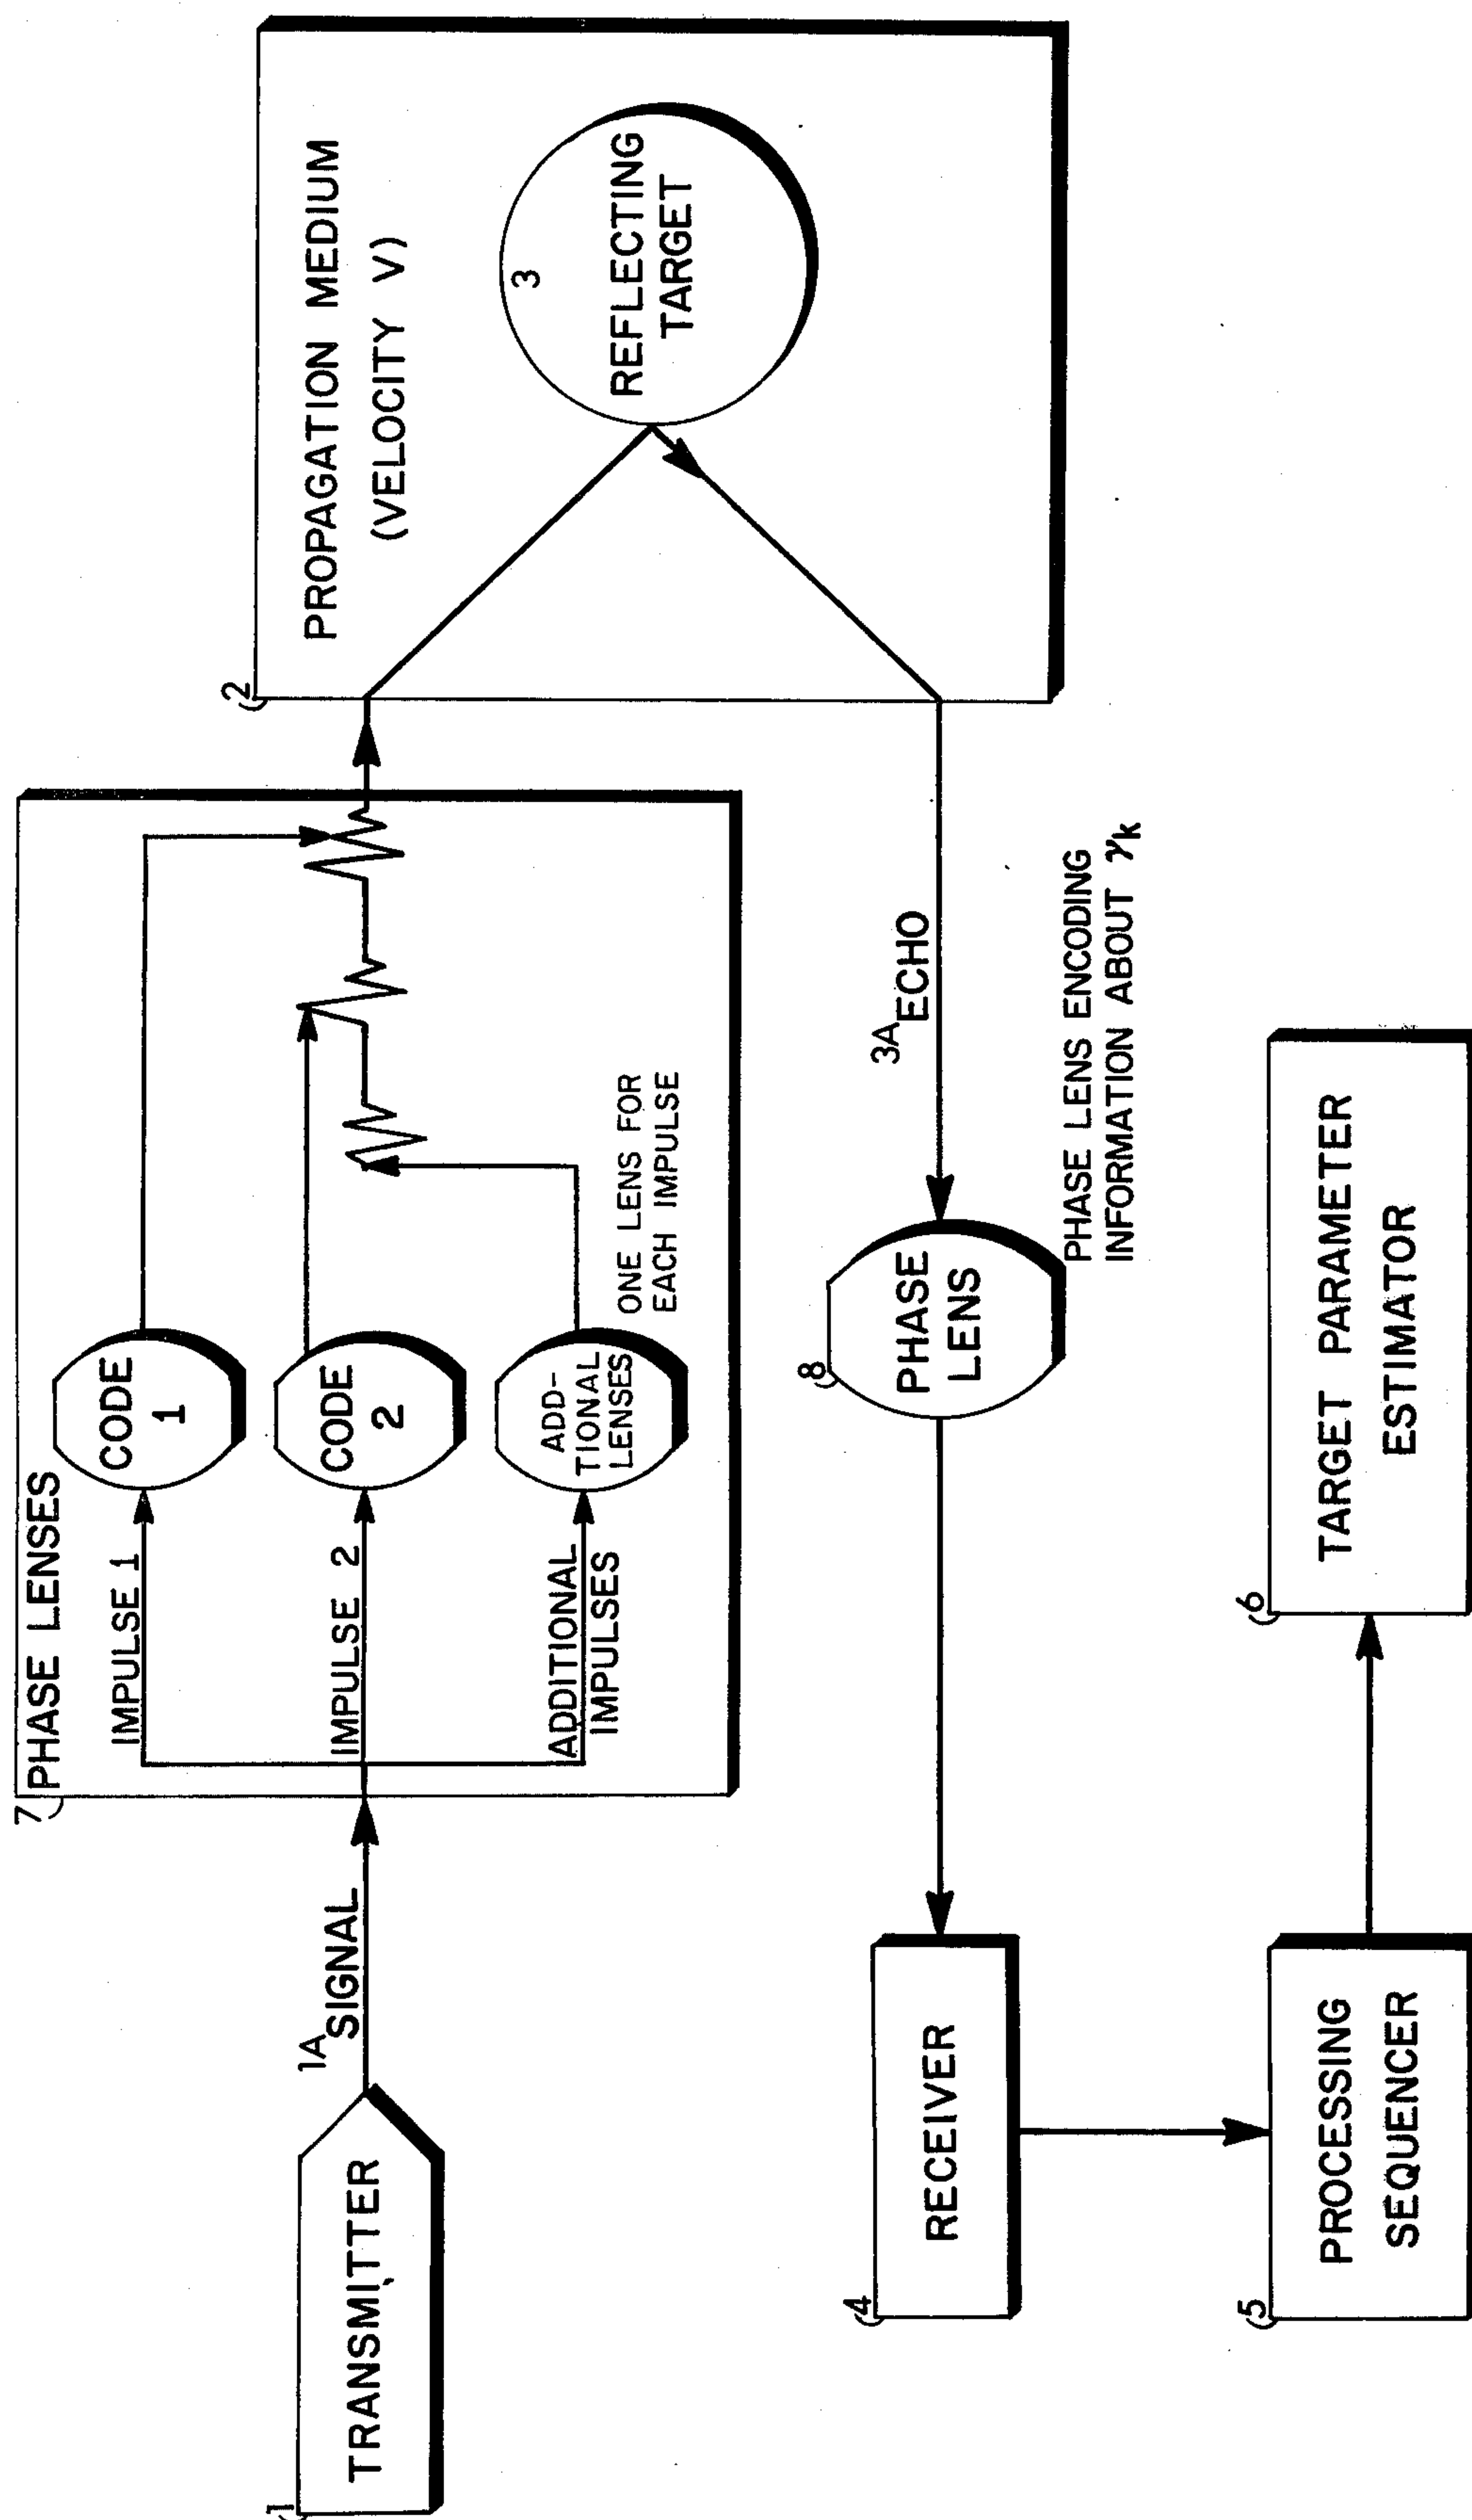 7
PHASE LENSES
IMPULSE 1
CODE
1
IMPULSE 2
CODE
2
ADDITIONAL
IMPULSES
ADD-
TIONAL
LENSES
ONE LENS FOR
EACH IMPULSE
1
TRANSMITTER
1A
SIGNAL
2
PROPAGATION MEDIUM
(VELOCITY V)
3
REFLECTING
TARGET
3A
ECHO
8
PHASE
LENS
PHASE LENS ENCODING
INFORMATION ABOUT γk
4
RECEIVER
5
PROCESSING
SEQUENCER
6
TARGET PARAMETER
ESTIMATOR